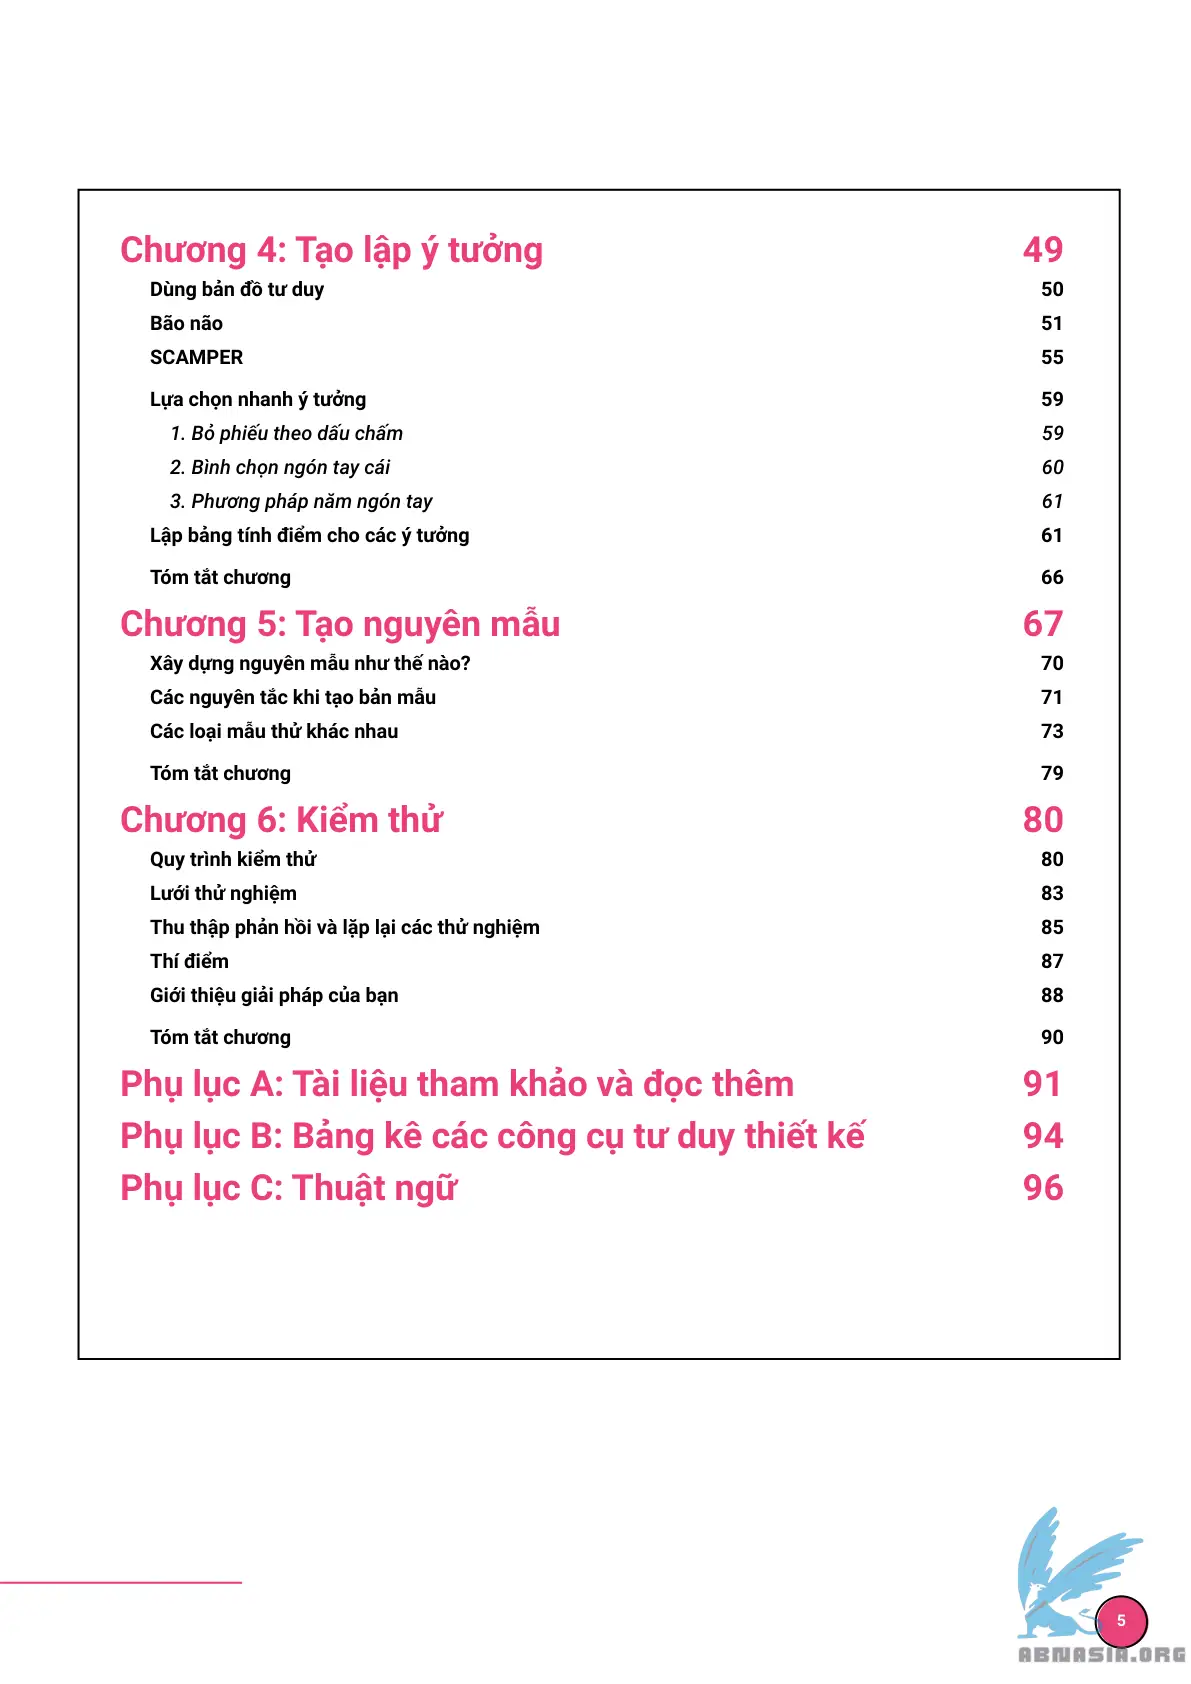 Chương 4: Tạo lập ý tưởng 49
Dùng bản đồ tư duy 50
Bão não 51
SCAMPER 55
Lựa chọn nhanh ý tưởng 59
1. Bỏ phiếu theo dấu chấm 59
2. Bình chọn ngón tay cái 60
3. Phương pháp năm ngón tay 61
Lập bảng tính điểm cho các ý tưởng 61
Tóm tắt chương 66
Chương 5: Tạo nguyên mẫu 67
Xây dựng nguyên mẫu như thế nào? 70
Các nguyên tắc khi tạo bản mẫu 71
Các loại mẫu thử khác nhau 73
Tóm tắt chương 79
Chương 6: Kiểm thử 80
Quy trình kiểm thử 80
Lưới thử nghiệm 83
Thu thập phản hồi và lặp lại các thử nghiệm 85
Thí điểm 87
Giới thiệu giải pháp của bạn 88
Tóm tắt chương 90
Phụ lục A: Tài liệu tham khảo và đọc thêm 91
Phụ lục B: Bảng kê các công cụ tư duy thiết kế 94
Phụ lục C: Thuật ngữ 96
5
ABNASIA.ORG